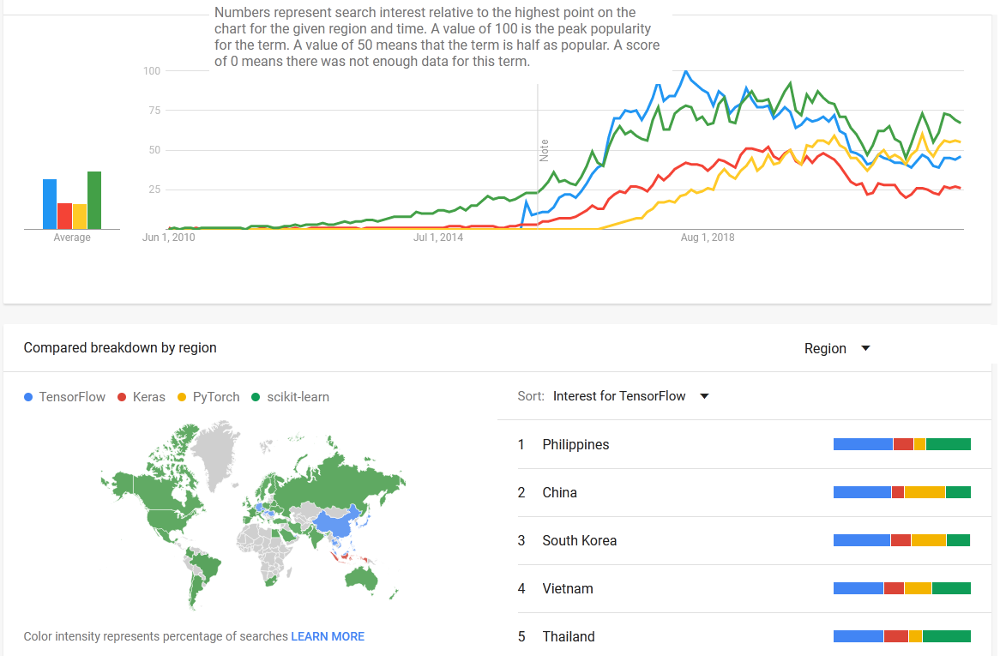 Numbers represent search interest relative to the highest point on the
chart for the given region and time. A value of 100 is the peak popularity
for the term. A value of 50 means that the term is half as popular. A score
of 0 means there was not enough data for this term.
100
75
50
25
Note
Average
Jun 1, 2010
Jul 1, 2014
Aug 1, 2018
Compared breakdown by region
Region
TensorFlow
Keras
PyTorch
scikit-learn
Sort: Interest for TensorFlow
1 Philippines
2 China
3 South Korea
4 Vietnam
5 Thailand
Color intensity represents percentage of searches LEARN MORE